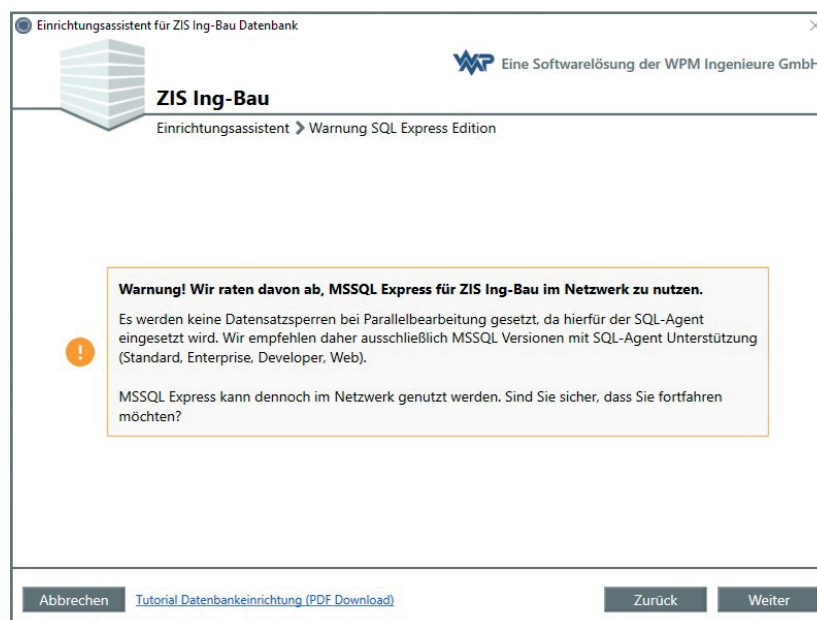 Einrichtungsassistent für ZIS Ing-Bau Datenbank
WMP Eine Softwarelösung der WPM Ingenieure GmbH
ZIS Ing-Bau
Einrichtungsassistent ❯ Warnung SQL Express Edition
Warnung! Wir raten davon ab, MSSQL Express für ZIS Ing-Bau im Netzwerk zu nutzen.
Es werden keine Datensatzsperren bei Parallelbearbeitung gesetzt, da hierfür der SQL-Agent
eingesetzt wird. Wir empfehlen daher ausschließlich MSSQL Versionen mit SQL-Agent Unterstützung
(Standard, Enterprise, Developer, Web).
MSSQL Express kann dennoch im Netzwerk genutzt werden. Sind Sie sicher, dass Sie fortfahren
möchten?
Abbrechen Tutorial Datenbankeinrichtung (PDF Download) Zurück Weiter